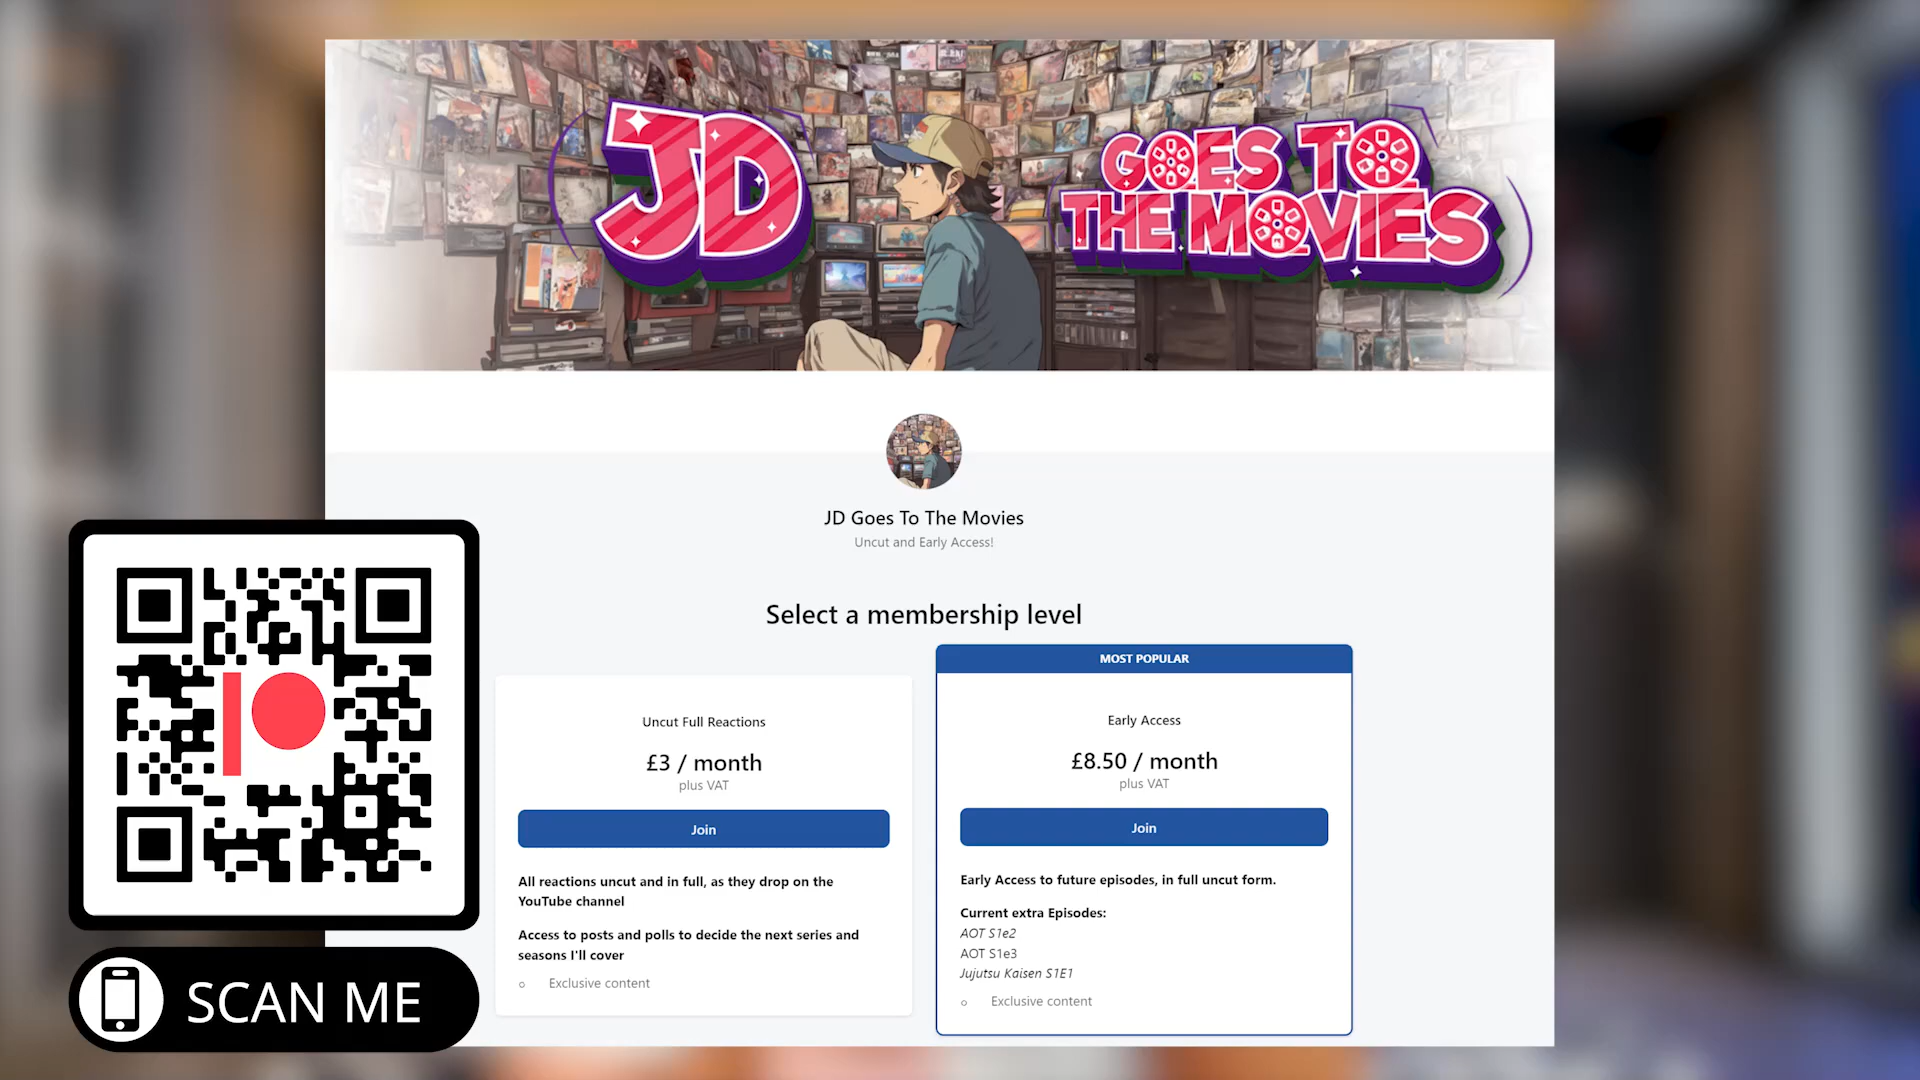 JD
GOES TO
THE MOVIES
JD Goes To The Movies
Uncut and Early Access!
Select a membership level
MOST POPULAR
Uncut Full Reactions
£3 / month
plus VAT
Join
All reactions uncut and in full, as they drop on the
YouTube channel
Access to posts and polls to decide the next series and
seasons I'll cover
Exclusive content
Early Access
£8.50 / month
plus VAT
Join
Early Access to future episodes, in full uncut form.
Current extra Episodes:
AOT S1e2
AOT S1e3
Jujutsu Kaisen S1E1
Exclusive content
SCAN ME